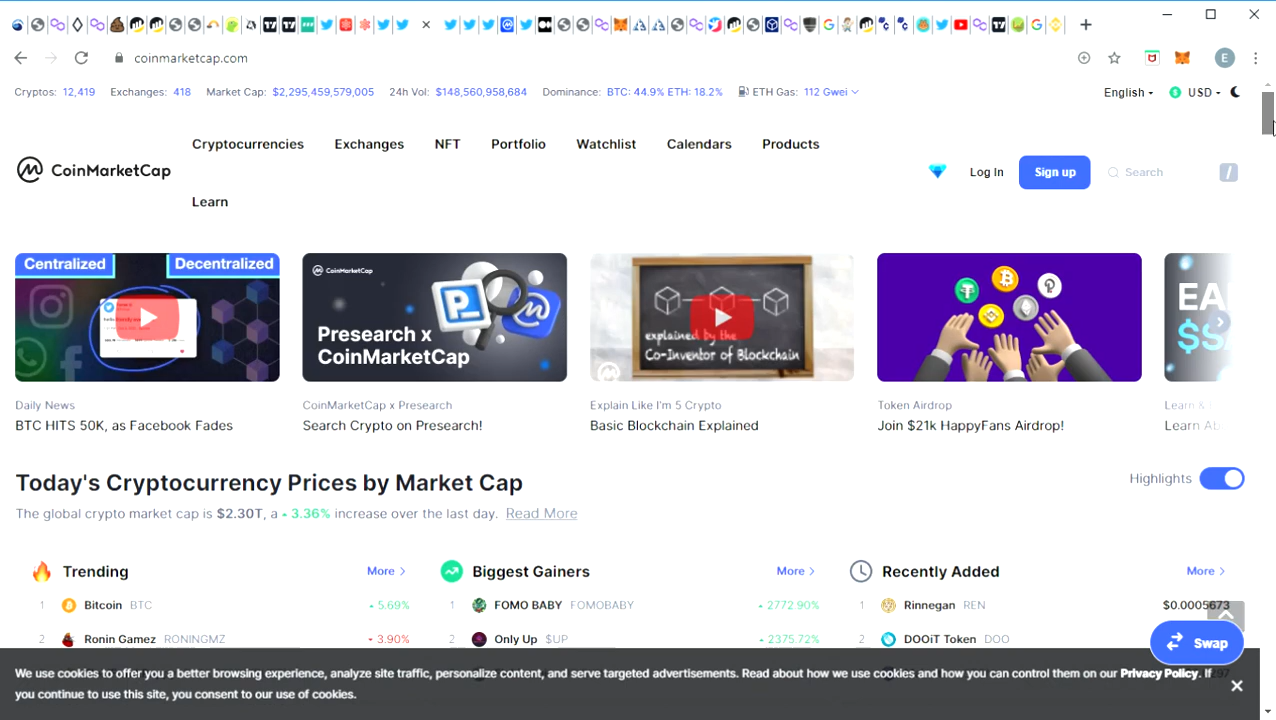 coinmarketcap.com
E
Cryptos: 12,419 Exchanges: 418 Market Cap: $2,295,459,579,005 24h Vol: $148,560,958,684 Dominance: BTC: 44.9% ETH: 18.2% ETH Gas: 112 Gwei English USD
Cryptocurrencies Exchanges NFT Portfolio Watchlist Calendars Products
CoinMarketCap
Log In Sign up Search /
Learn
Centralized Decentralized
CoinMarketCap
Presearch x
CoinMarketCap
explained by the
Co-Inventor of Blockchain
Daily News
BTC HITS 50K, as Facebook Fades
CoinMarketCap x Presearch
Search Crypto on Presearch!
Explain Like I'm 5 Crypto
Basic Blockchain Explained
Token Airdrop
Join $21k HappyFans Airdrop!
Learn &
Learn
Today's Cryptocurrency Prices by Market Cap
Highlights
The global crypto market cap is $2.30T, a 3.36% increase over the last day. Read More
Trending More
1 Bitcoin BTC 5.69%
2 Ronin Gamez RONINGMZ 3.90%
Biggest Gainers More
1 FOMO BABY FOMOBABY 2772.90%
2 Only Up $UP 2375.72%
Recently Added More
1 Rinnegan REN $0.0005673
2 DOOiT Token DOO
Swap
We use cookies to offer you a better browsing experience, analyze site traffic, personalize content, and serve targeted advertisements. Read about how we use cookies and how you can control them on our Privacy Policy. If
you continue to use this site, you consent to our use of cookies.